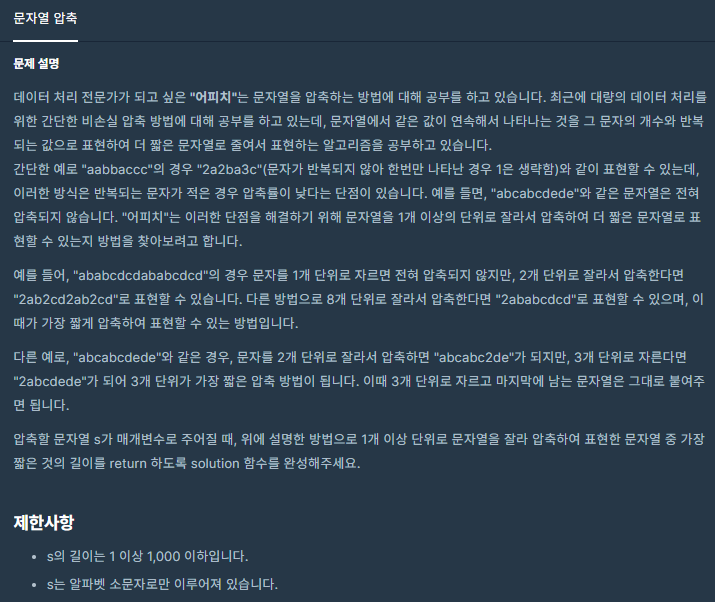 문자열 압축
문제 설명
데이터 처리 전문가가 되고 싶은 "어피치"는 문자열을 압축하는 방법에 대해 공부를 하고 있습니다. 최근에 대량의 데이터 처리를
위한 간단한 비손실 압축 방법에 대해 공부를 하고 있는데, 문자열에서 같은 값이 연속해서 나타나는 것을 그 문자의 개수와 반복
되는 값으로 표현하여 더 짧은 문자열로 줄여서 표현하는 알고리즘을 공부하고 있습니다.
간단한 예로 "aabbaccc"의 경우 "2a2ba3c"(문자가 반복되지 않아 한번만 나타난 경우 1은 생략함)와 같이 표현할 수 있는데,
이러한 방식은 반복되는 문자가 적은 경우 압축률이 낮다는 단점이 있습니다. 예를 들면, "abcabcdede"와 같은 문자열은 전혀
압축되지 않습니다. "어피치"는 이러한 단점을 해결하기 위해 문자열을 1개 이상의 단위로 잘라서 압축하여 더 짧은 문자열로 표
현할 수 있는지 방법을 찾아보려고 합니다.
예를 들어, "ababcdcdababcdcd"의 경우 문자를 1개 단위로 자르면 전혀 압축되지 않지만, 2개 단위로 잘라서 압축한다면
"2ab2cd2ab2cd"로 표현할 수 있습니다. 다른 방법으로 8개 단위로 잘라서 압축한다면 "2ababcdcd"로 표현할 수 있으며, 이
때가 가장 짧게 압축하여 표현할 수 있는 방법입니다.
다른 예로, "abcabcdede"와 같은 경우, 문자를 2개 단위로 잘라서 압축하면 "abcabc2de"가 되지만, 3개 단위로 자른다면
"2abcdede"가 되어 3개 단위가 가장 짧은 압축 방법이 됩니다. 이때 3개 단위로 자르고 마지막에 남는 문자열은 그대로 붙여주
면 됩니다.
압축할 문자열 s가 매개변수로 주어질 때, 위에 설명한 방법으로 1개 이상 단위로 문자열을 잘라 압축하여 표현한 문자열 중 가장
짧은 것의 길이를 return 하도록 solution 함수를 완성해주세요.
제한사항
• s의 길이는 1 이상 1,000 이하입니다.
• s는 알파벳 소문자로만 이루어져 있습니다.